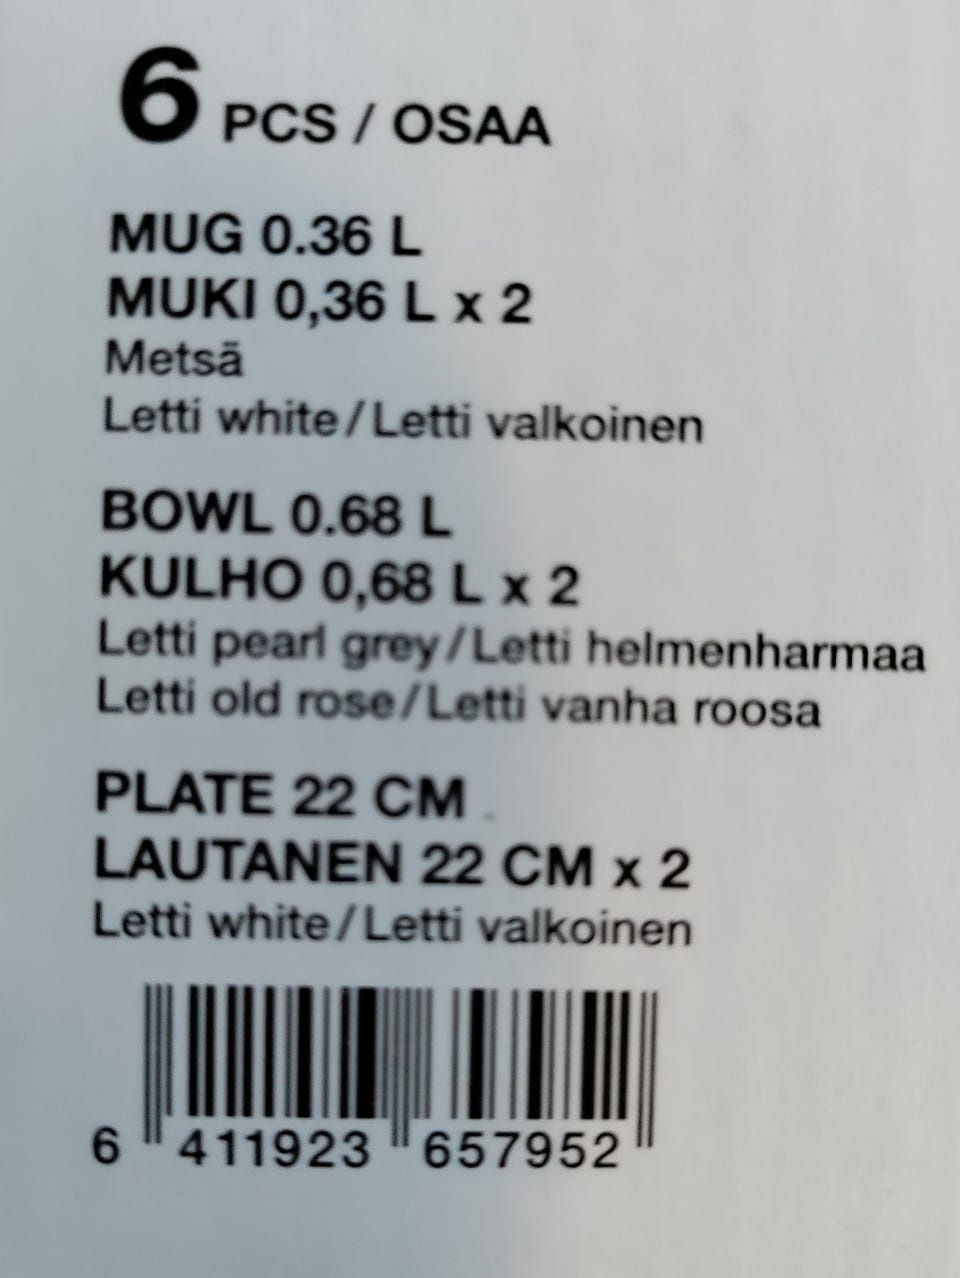 6 PCS / OSAA
MUG 0.36 L
MUKI 0,36 L x 2
Metsä
Letti white/Letti valkoinen
BOWL 0.68 L
KULHO 0,68 L x 2
Letti pearl grey/Letti helmenharmaa
Letti old rose/Letti vanha roosa
PLATE 22 CM
LAUTANEN 22 CM x 2
Letti white/Letti valkoinen
6 411923 657952